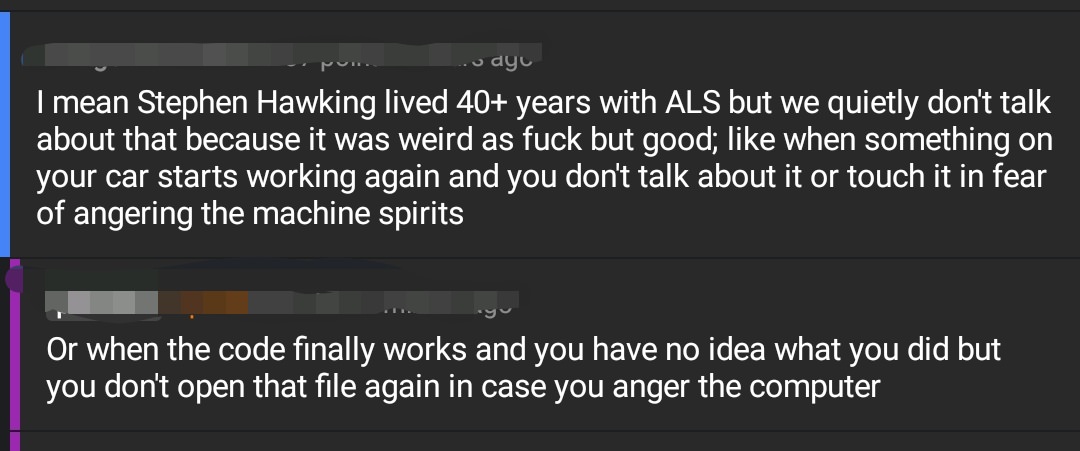 I mean Stephen Hawking lived 40+ years with ALS but we quietly don't talk
about that because it was weird as fuck but good; like when something on
your car starts working again and you don't talk about it or touch it in fear
of angering the machine spirits
Or when the code finally works and you have no idea what you did but
you don't open that file again in case you anger the computer